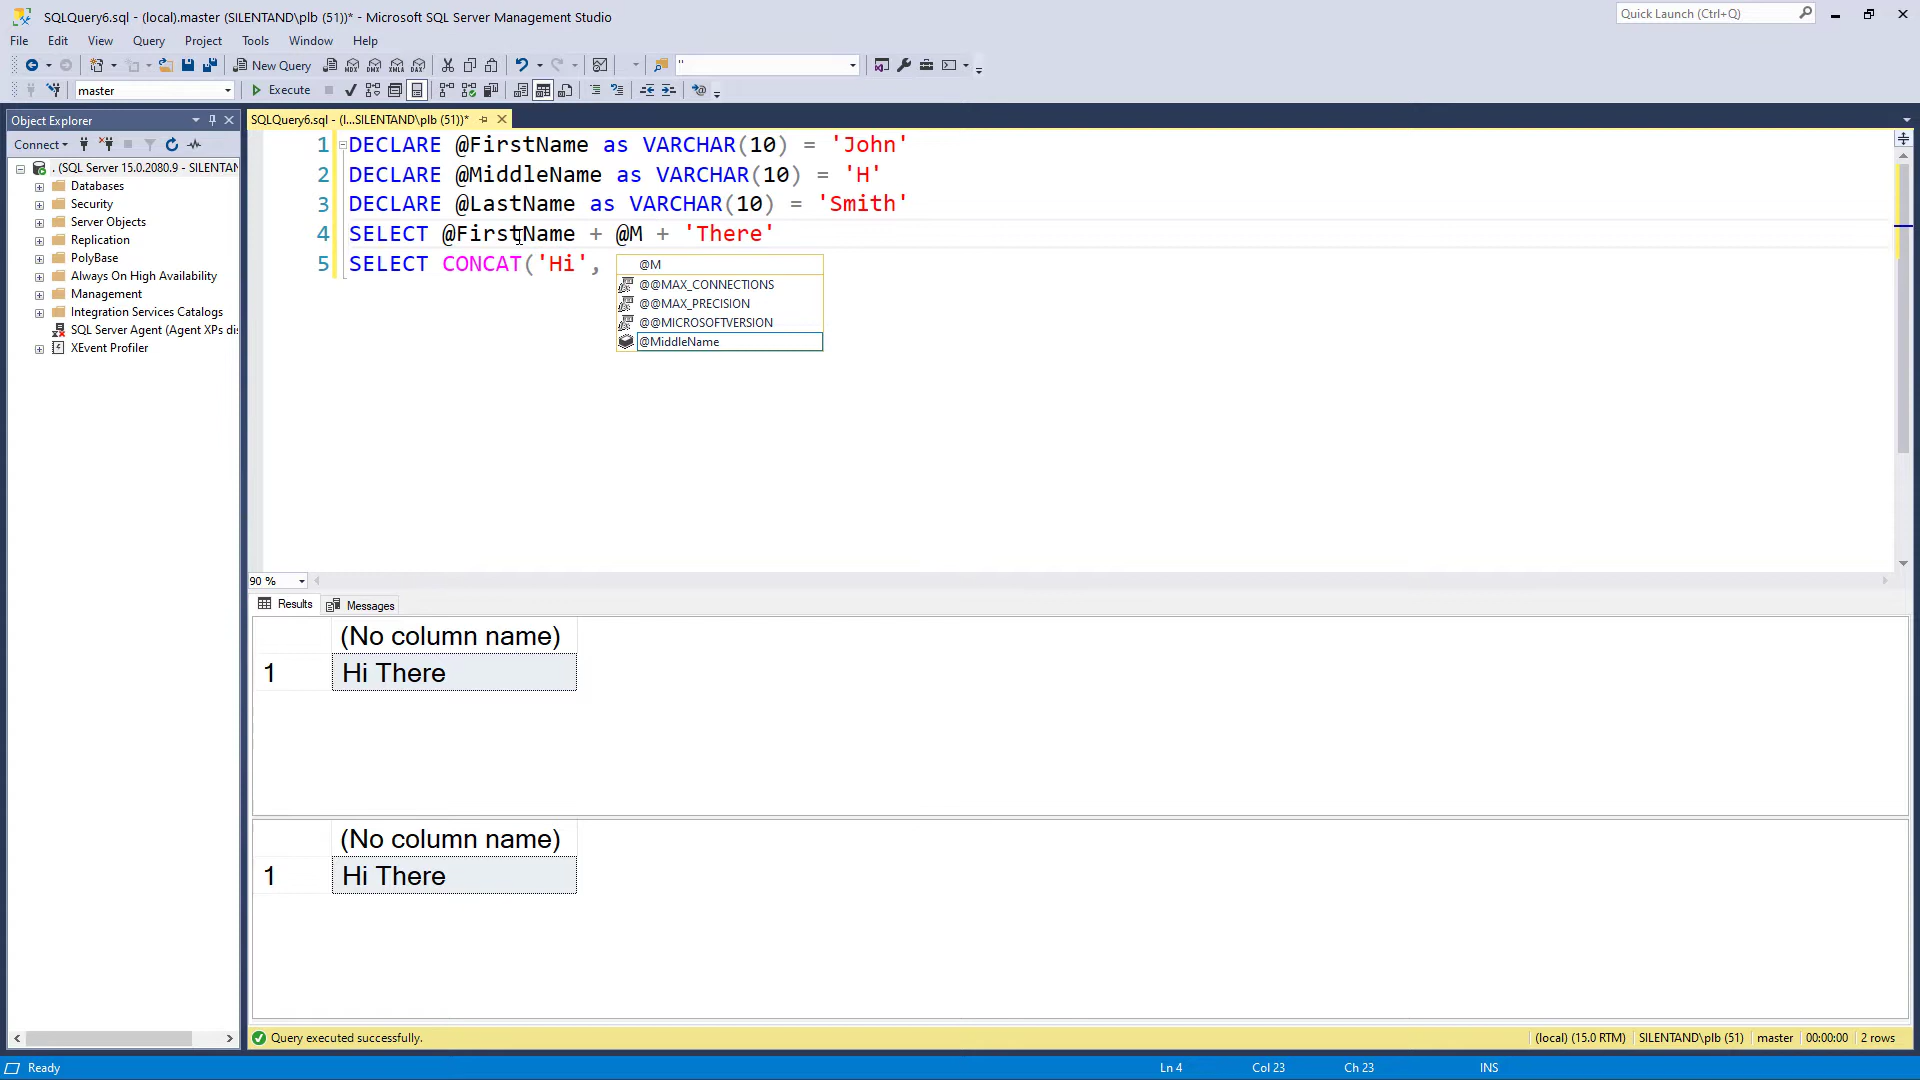 SQLQuery6.sql - (local).master (SILENTAND\plb (51))* - Microsoft SQL Server Management Studio
Quick Launch (Ctrl+Q)
File Edit View Query Project Tools Window Help
New Query
''
master
Execute
Object Explorer
SQLQuery6.sql - (l...SILENTAND\plb (51))*
Connect
. (SQL Server 15.0.2080.9 - SILENTAN
Databases
Security
Server Objects
Replication
PolyBase
Always On High Availability
Management
Integration Services Catalogs
SQL Server Agent (Agent XPs dis
XEvent Profiler
1 DECLARE @FirstName as VARCHAR(10) = 'John'
2 DECLARE @MiddleName as VARCHAR(10) = 'H'
3 DECLARE @LastName as VARCHAR(10) = 'Smith'
4 SELECT @FirstName + @M + 'There'
5 SELECT CONCAT('Hi',
@M
@@MAX_CONNECTIONS
@@MAX_PRECISION
@@MICROSOFTVERSION
@MiddleName
90 %
Results Messages
(No column name)
1 Hi There
(No column name)
1 Hi There
Query executed successfully.
(local) (15.0 RTM) SILENTAND\plb (51) master 00:00:00 2 rows
Ready Ln 4 Col 23 Ch 23 INS